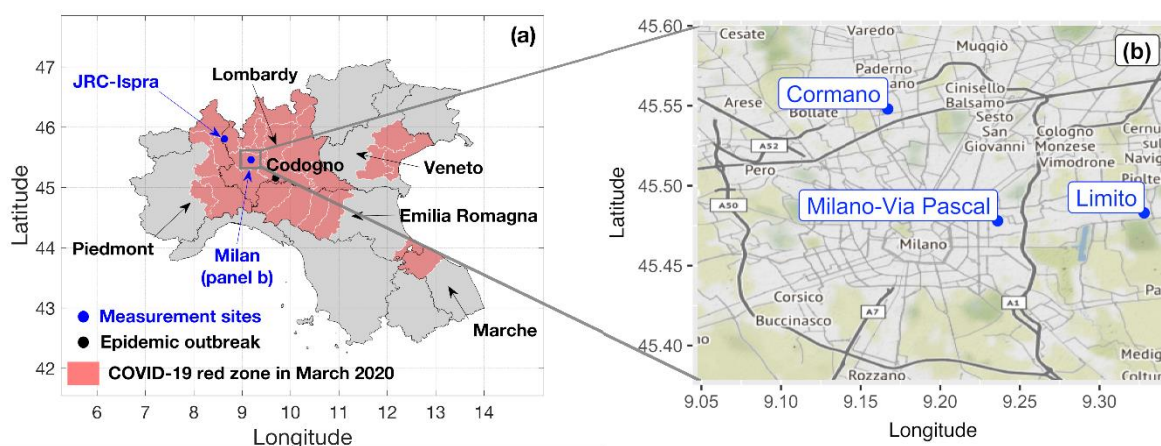 (a)
47
46
45
44
43
42
Latitude
JRC-Ispra
Lombardy
Codogno
Veneto
Emilia Romagna
Piedmont
Milan
(panel b)
Marche
Measurement sites
Epidemic outbreak
COVID-19 red zone in March 2020
6 7 8 9 10 11 12 13 14
Longitude
(b)
45.60
45.55
45.50
45.45
45.40
Latitude
Cesate
Varedo
Muggiò
Paderno
Cormano
Arese
Bollate
Cinisello
Balsamo
Sesto
San
Giovanni
Cologno
Monzese
Vimodrone
A52
Pero
A50
Milano-Via Pascal
Limito
Milano
Corsico
Buccinasco
A7
A1
Rozzano
9.05 9.10 9.15 9.20 9.25 9.30
Longitude